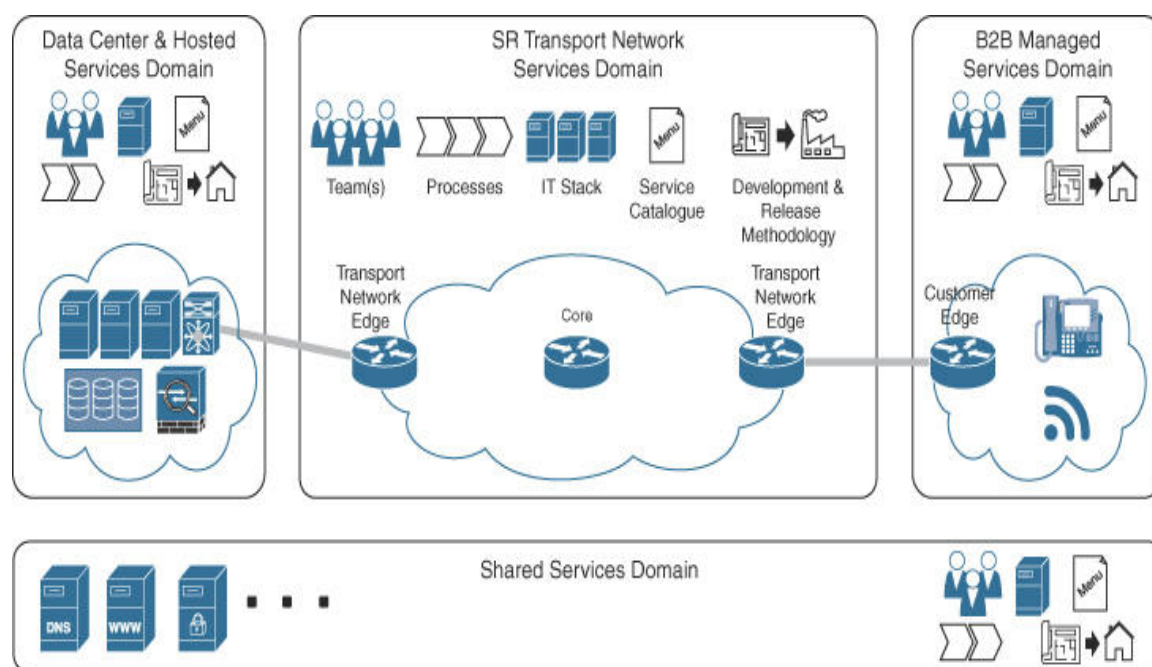 Data Center & Hosted
Services Domain
Menu
SR Transport Network
Services Domain
Menu
Team(s)
Processes
IT Stack
Service
Catalogue
Development &
Release
Methodology
B2B Managed
Services Domain
Menu
Transport
Network
Edge
Core
Transport
Network
Edge
Customer
Edge
Shared Services Domain
DNS
WWW
Menu